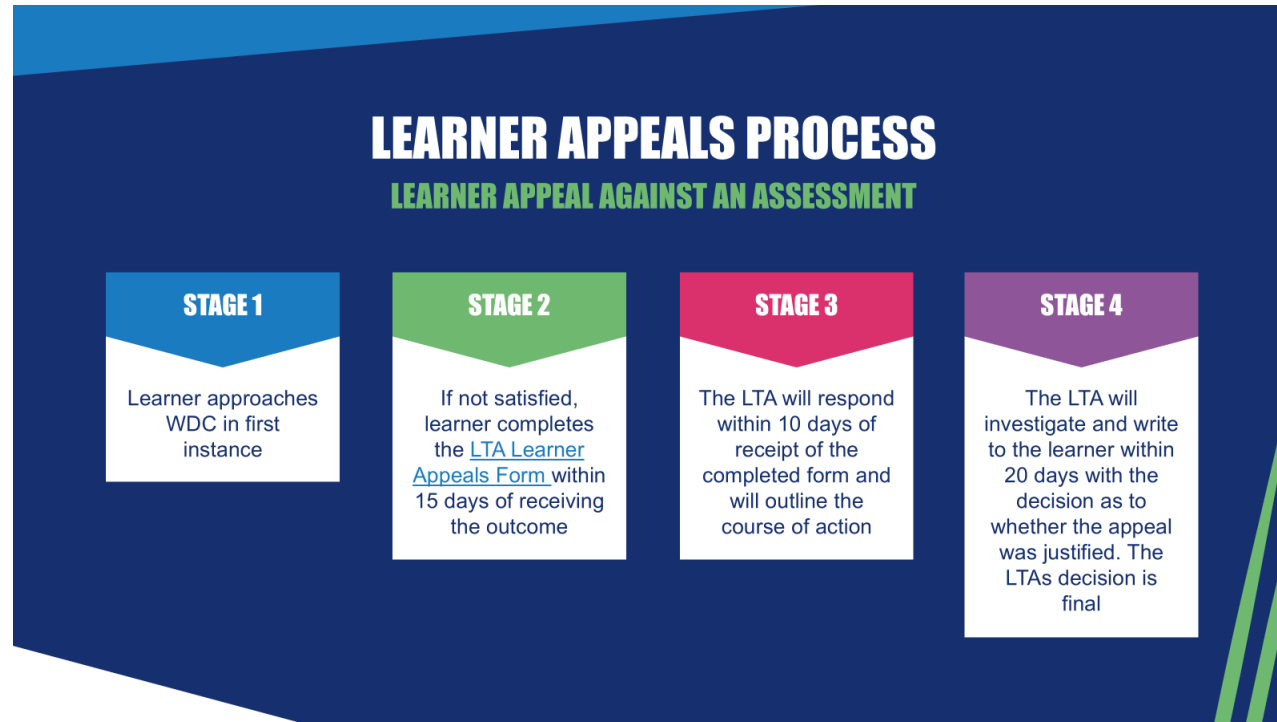 LEARNER APPEALS PROCESS
LEARNER APPEAL AGAINST AN ASSESSMENT
STAGE 1
Learner approaches
WDC in first
instance
STAGE 2
If not satisfied,
learner completes
the LTA Learner
Appeals Form within
15 days of receiving
the outcome
STAGE 3
The LTA will respond
within 10 days of
receipt of the
completed form and
will outline the
course of action
STAGE 4
The LTA will
investigate and write
to the learner within
20 days with the
decision as to
whether the appeal
was justified. The
LTAs decision is
final